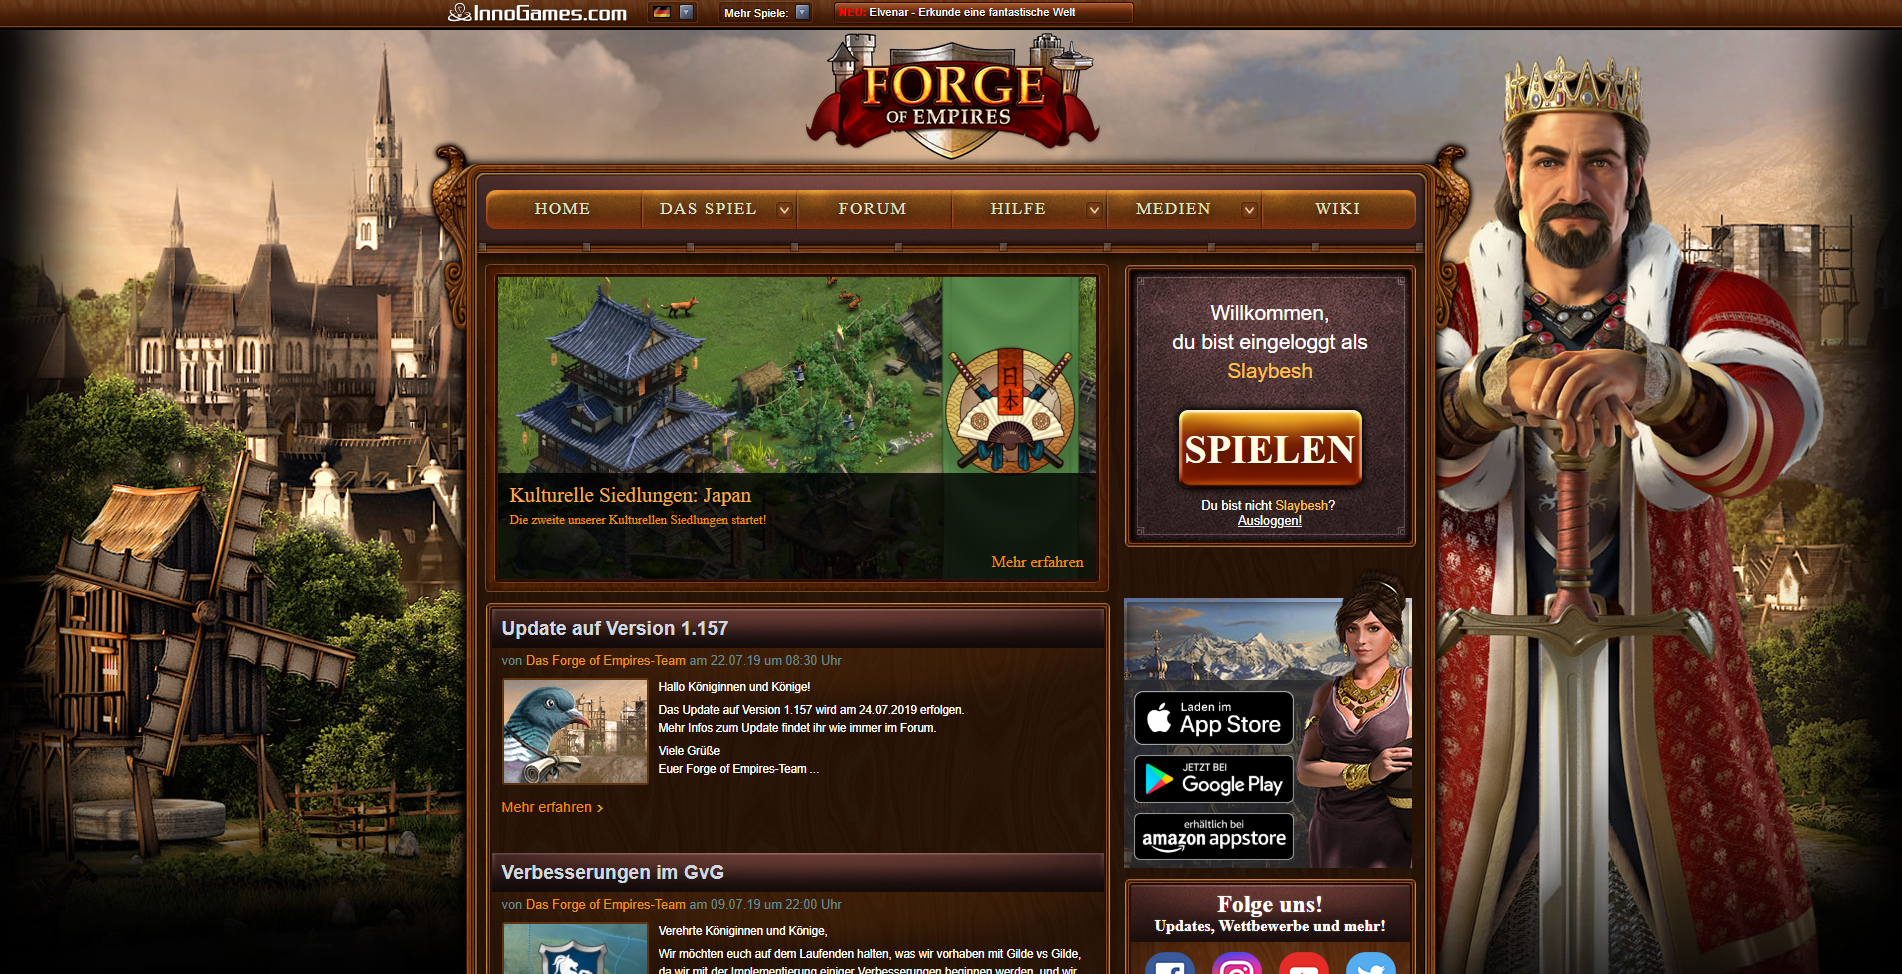 InnoGames.com
Mehr Spiele:
NEU: Elvenar - Erkunde eine fantastische Welt
FORGE
OF EMPIRES
HOME
DAS SPIEL
FORUM
HILFE
MEDIEN
WIKI
日本
Kulturelle Siedlungen: Japan
Die zweite unserer Kulturellen Siedlungen startet!
Mehr erfahren
Willkommen,
du bist eingeloggt als
Slaybesh
SPIELEN
Du bist nicht Slaybesh?
Ausloggen!
Update auf Version 1.157
von Das Forge of Empires-Team am 22.07.19 um 08:30 Uhr
Hallo Königinnen und Könige!
Das Update auf Version 1.157 wird am 24.07.2019 erfolgen.
Mehr Infos zum Update findet ihr wie immer im Forum.
Viele Grüße
Euer Forge of Empires-Team ...
Mehr erfahren
Laden im
App Store
JETZT BEI
Google Play
erhältlich bei
amazon appstore
Verbesserungen im GvG
von Das Forge of Empires-Team am 09.07.19 um 22:00 Uhr
Verehrte Königinnen und Könige,
Wir möchten euch auf dem Laufenden halten, was wir vorhaben mit Gilde vs Gilde,
da wir mit der Implementierung einiger Verbesserungen beginnen werden, und wir
Folge uns!
Updates, Wettbewerbe und mehr!